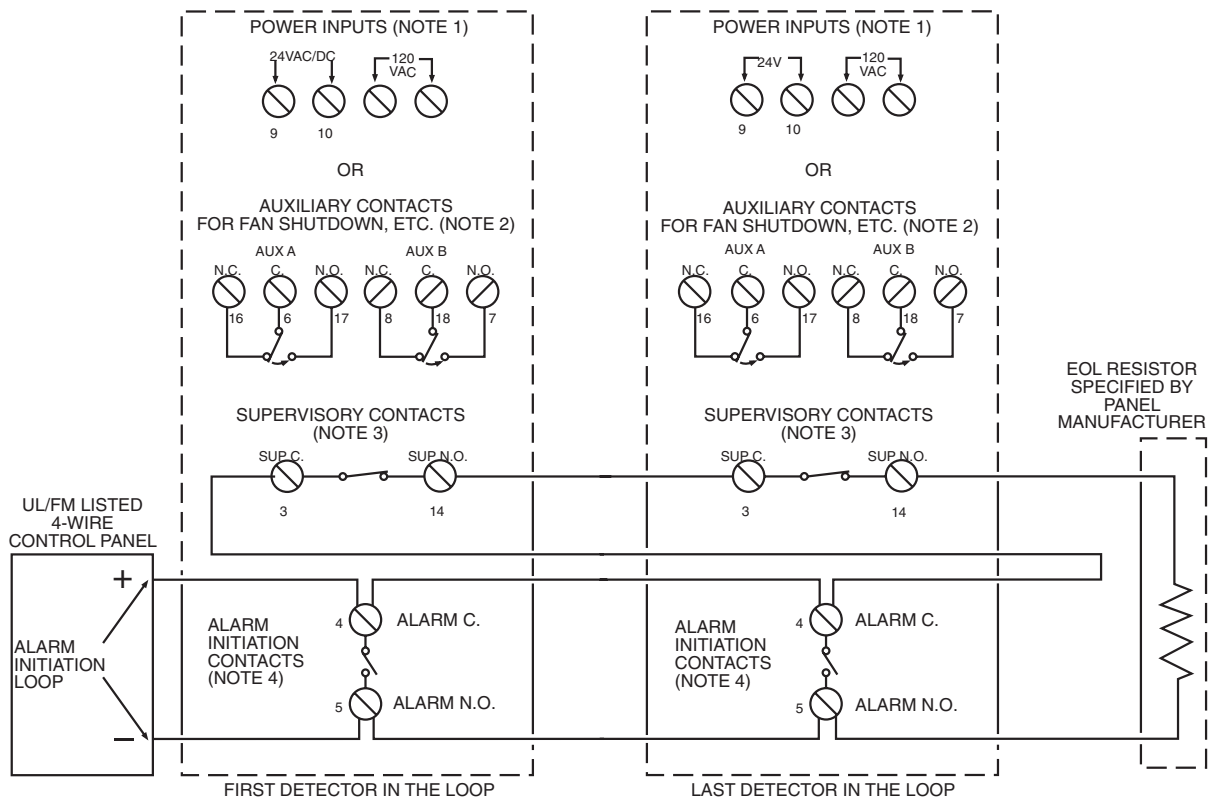 POWER INPUTS (NOTE 1)
24VAC/DC
120
VAC
9
10
OR
AUXILIARY CONTACTS
FOR FAN SHUTDOWN, ETC. (NOTE 2)
AUX A
AUX B
N.C.
C.
N.O.
N.C.
C.
N.O.
16
6
17
8
18
7
SUPERVISORY CONTACTS
(NOTE 3)
SUP C.
SUP N.O.
3
14
POWER INPUTS (NOTE 1)
24V
120
VAC
9
10
OR
AUXILIARY CONTACTS
FOR FAN SHUTDOWN, ETC. (NOTE 2)
AUX A
AUX B
N.C.
C.
N.O.
N.C.
C.
N.O.
16
6
17
8
18
7
SUPERVISORY CONTACTS
(NOTE 3)
SUP C.
SUP N.O.
3
14
EOL RESISTOR
SPECIFIED BY
PANEL
MANUFACTURER
UL/FM LISTED
4-WIRE
CONTROL PANEL
+
ALARM
INITIATION
LOOP
–
ALARM
INITIATION
CONTACTS
(NOTE 4)
4
ALARM C.
5
ALARM N.O.
ALARM
INITIATION
CONTACTS
(NOTE 4)
4
ALARM C.
5
ALARM N.O.
FIRST DETECTOR IN THE LOOP
LAST DETECTOR IN THE LOOP